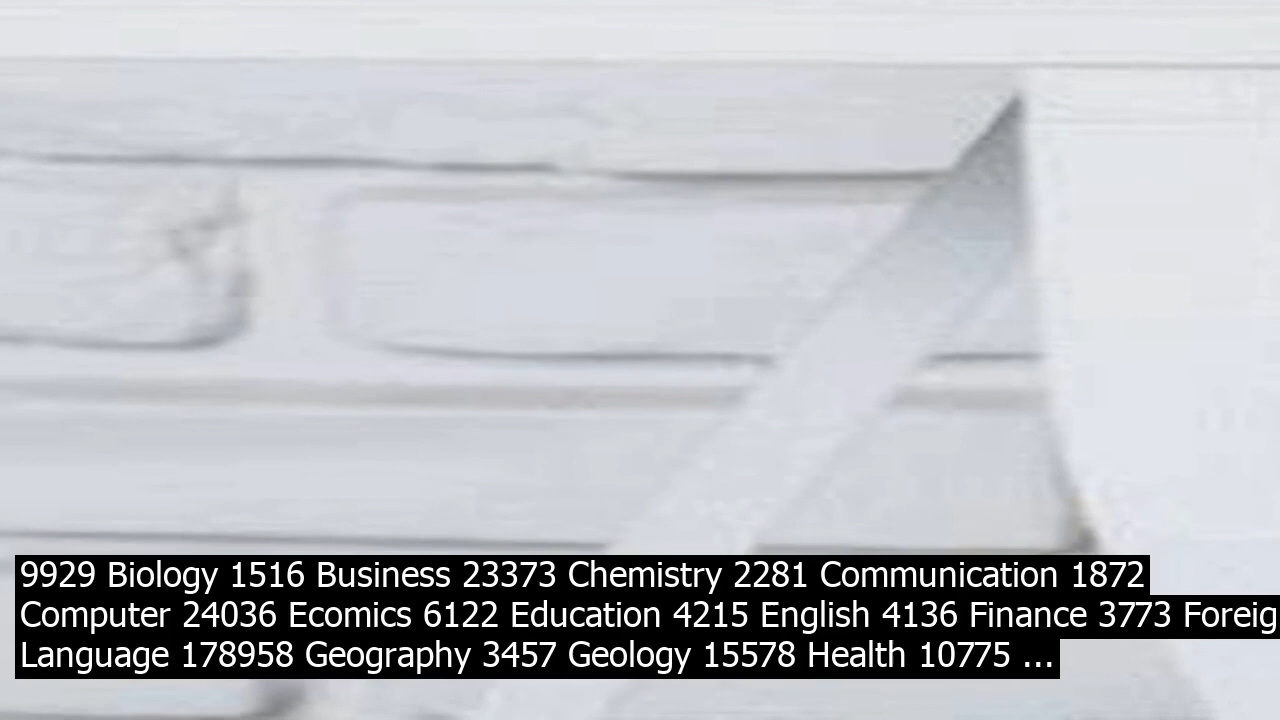 9929 Biology 1516 Business 23373 Chemistry 2281 Communication 1872
Computer 24036 Ecomics 6122 Education 4215 English 4136 Finance 3773 Foreig
Language 178958 Geography 3457 Geology 15578 Health 10775 ...